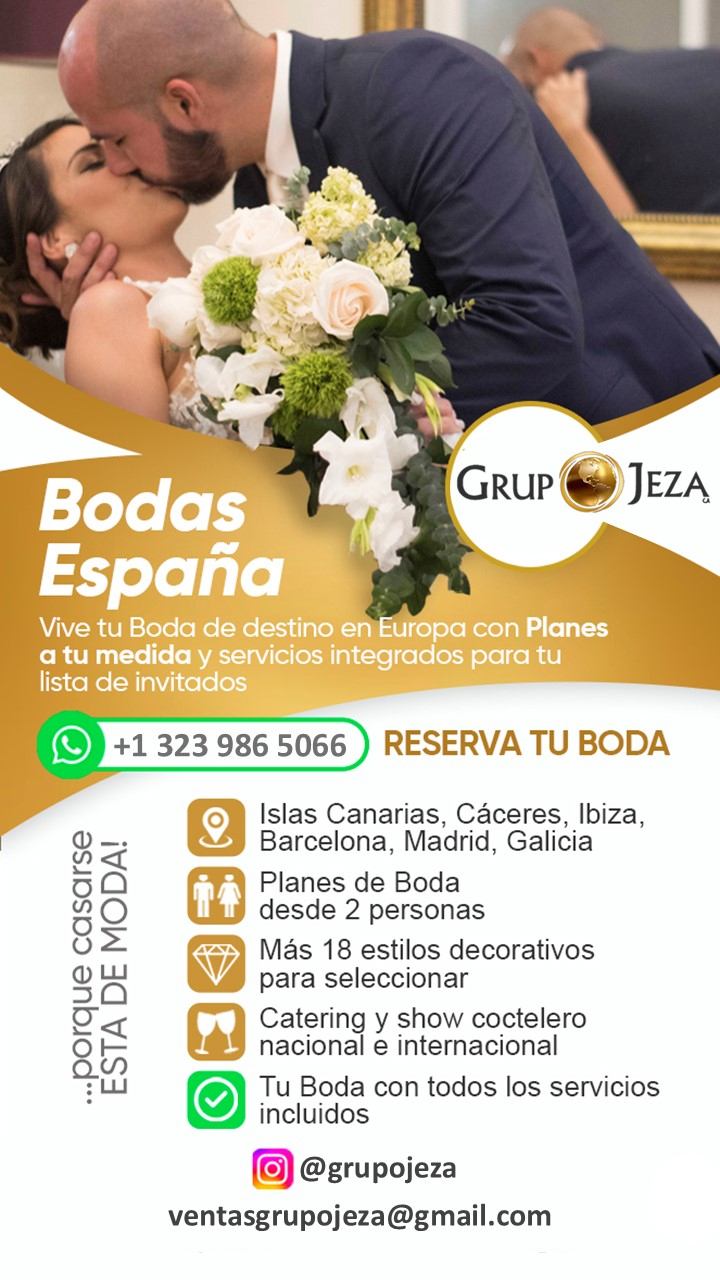 GRUPO JEZA C.A
Bodas
España
Vive tu Boda de destino en Europa con Planes
a tu medida y servicios integrados para tu
lista de invitados
+1 323 986 5066 RESERVA TU BODA
...porque casarse
ESTA DE MODA!
Islas Canarias, Cáceres, Ibiza,
Barcelona, Madrid, Galicia
Planes de Boda
desde 2 personas
Más 18 estilos decorativos
para seleccionar
Catering y show coctelero
nacional e internacional
Tu Boda con todos los servicios
incluidos
@grupojeza
ventasgrupojeza@gmail.com